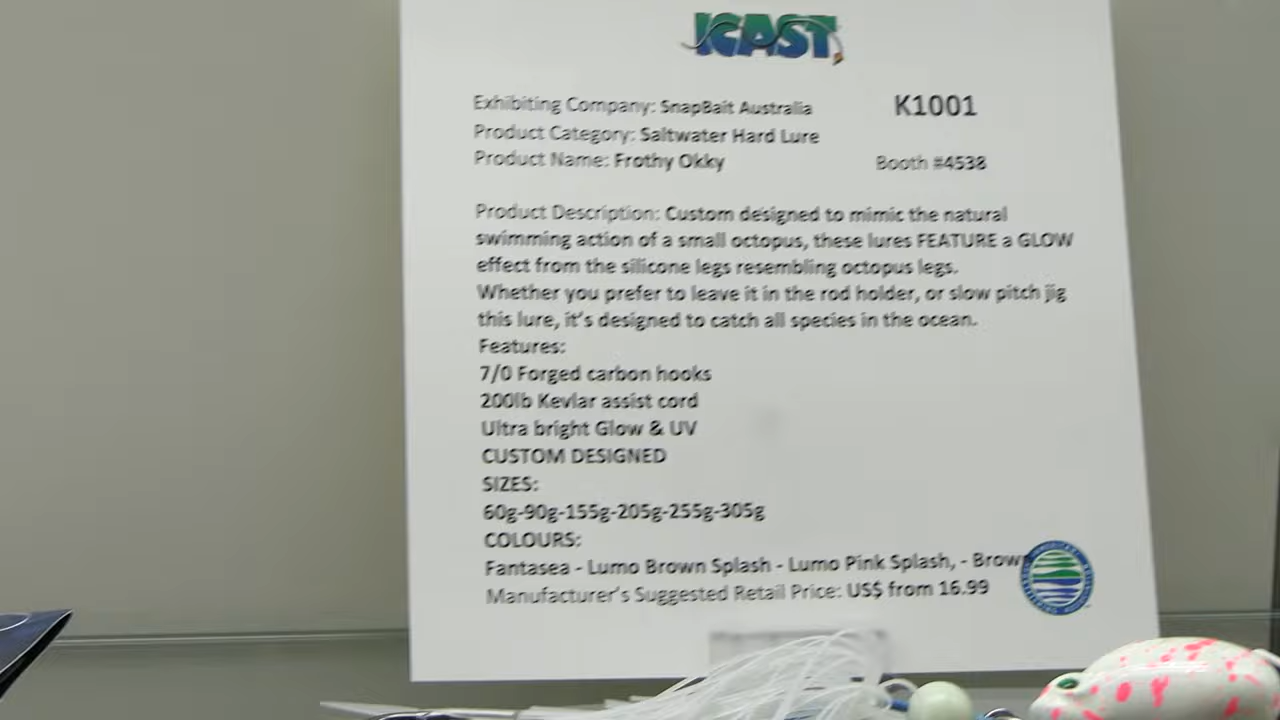 ICAST
Exhibiting Company: SnapBait Australia K1001
Product Category: Saltwater Hard Lure
Product Name: Frothy Okky Booth #4538
Product Description: Custom designed to mimic the natural
swimming action of a small octopus, these lures FEATURE a GLOW
effect from the silicone legs resembling octopus legs.
Whether you prefer to leave it in the rod holder, or slow pitch jig
this lure, it's designed to catch all species in the ocean.
Features:
7/0 Forged carbon hooks
200lb Kevlar assist cord
Ultra bright Glow & UV
CUSTOM DESIGNED
SIZES:
60g-90g-155g-205g-255g-305g
COLOURS:
Fantasea - Lumo Brown Splash - Lumo Pink Splash, - Brown
Manufacturer's Suggested Retail Price: US$ from 16.99